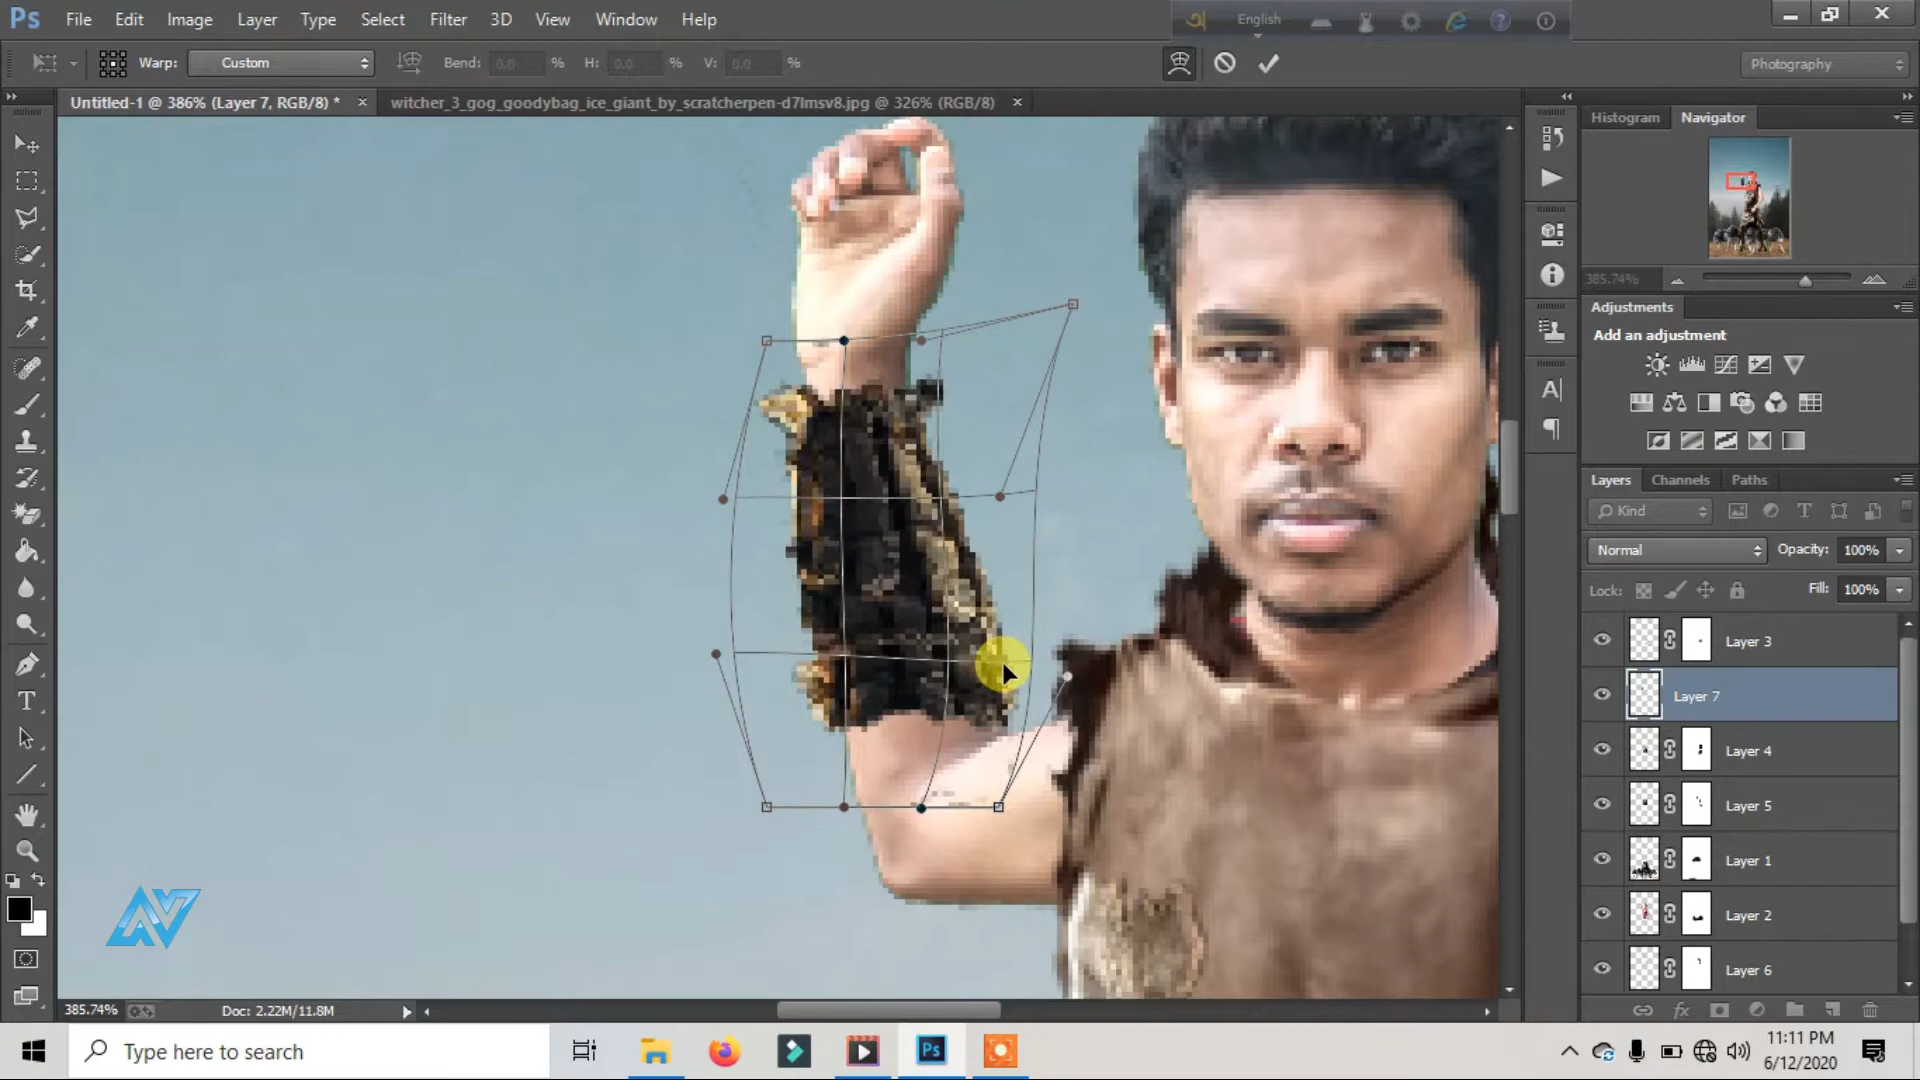 Ps File Edit Image Layer Type Select Filter 3D View Window Help
English
Warp: Custom Bend: 0.0 % H: 0.0 % V: 0.0 % Photography
Untitled-1 @ 386% (Layer 7, RGB/8) * × witcher_3_gog_goodybag_ice_giant_by_scratcherpen-d7lmsv8.jpg @ 326% (RGB/8) ×
Histogram Navigator
385.74%
Adjustments
Add an adjustment
Layers Channels Paths
Kind
Normal Opacity: 100%
Lock: Fill: 100%
Layer 3
Layer 7
Layer 4
Layer 5
Layer 1
Layer 2
Layer 6
AV
385.74% Doc: 2.22M/11.8M
Type here to search
Ps
11:11 PM
6/12/2020